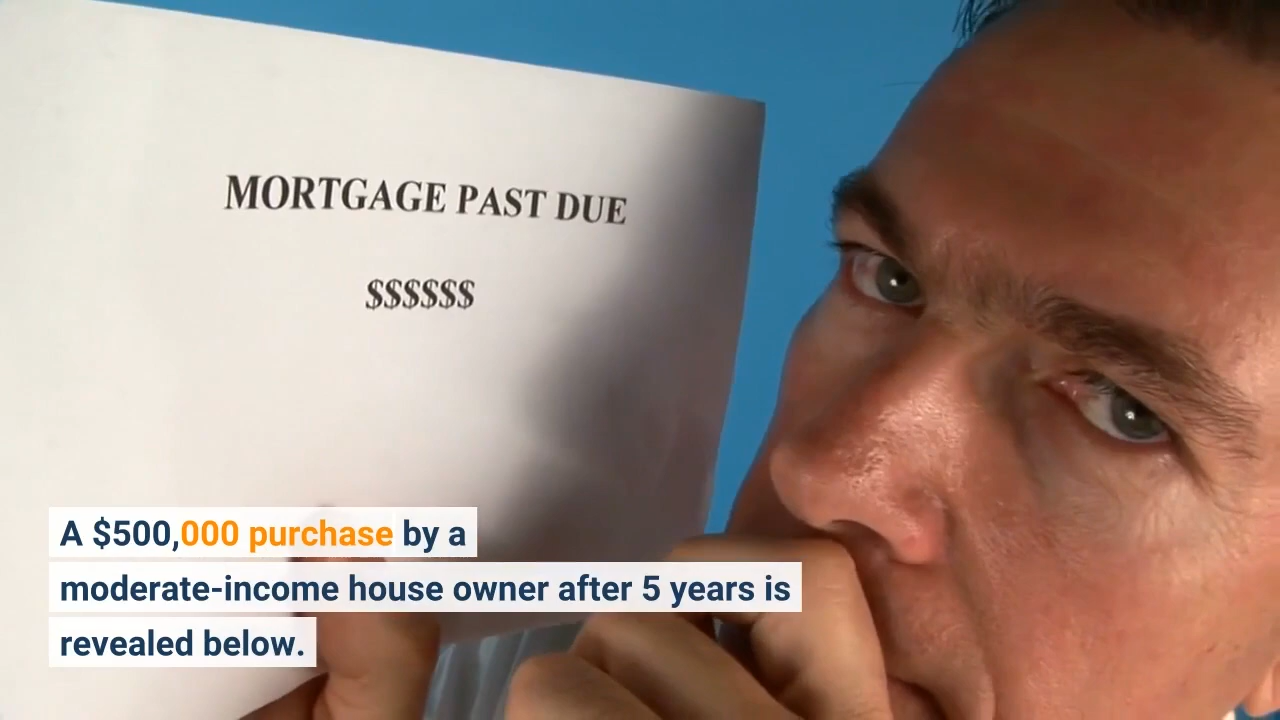 MORTGAGE PAST DUE
$$$$$$
A $500,000 purchase by a
moderate-income house owner after 5 years is
revealed below.